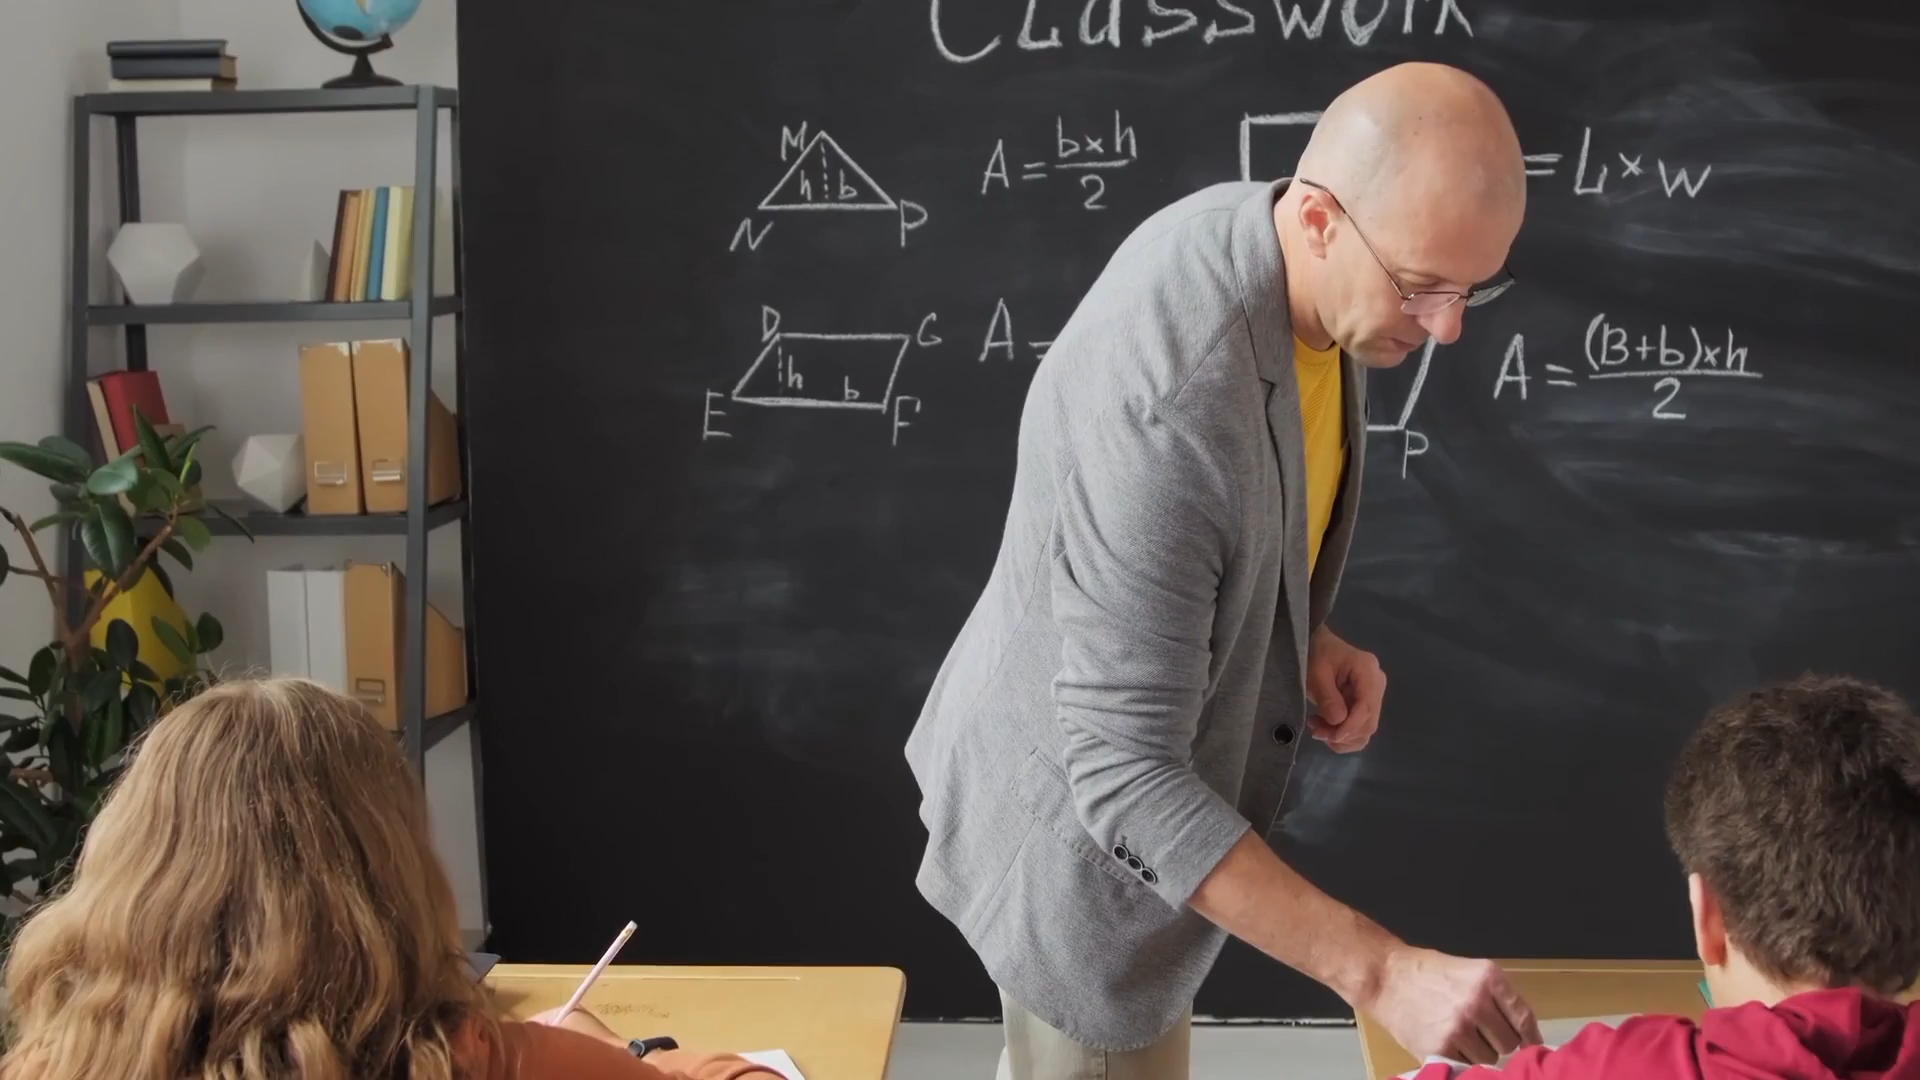 Classwork
M
h b
N P
A = b×h / 2
= L×w
D G
h b
E F
A =
P
A = (B+b)×h / 2